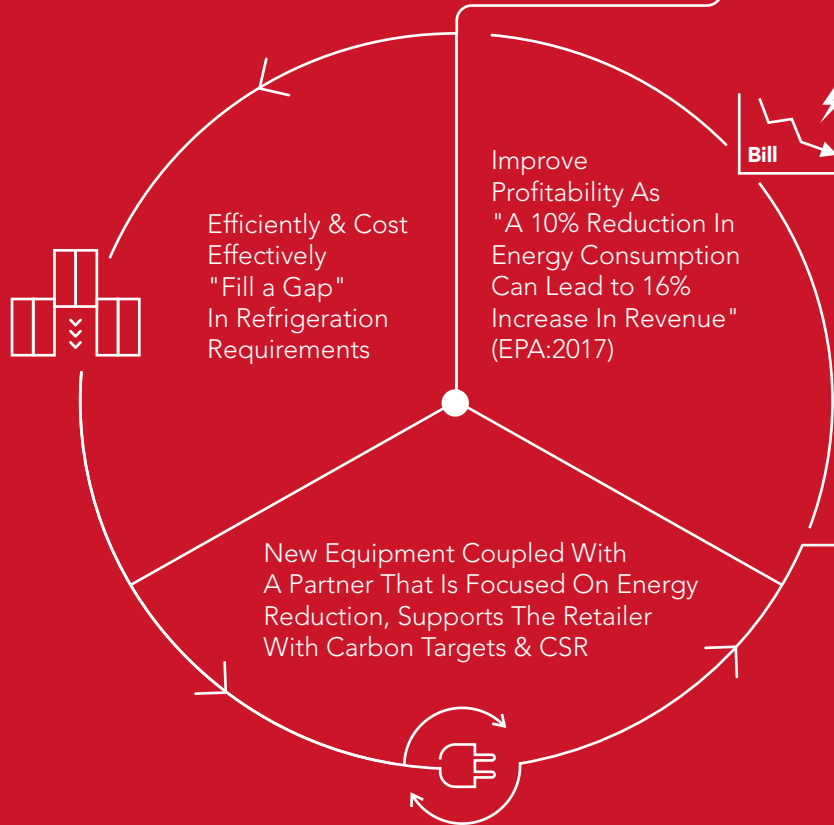 Improve
Profitability As
"A 10% Reduction In
Energy Consumption
Can Lead to 16%
Increase In Revenue"
(EPA:2017)
Bill
Efficiently & Cost
Effectively
"Fill a Gap"
In Refrigeration
Requirements
New Equipment Coupled With
A Partner That Is Focused On Energy
Reduction, Supports The Retailer
With Carbon Targets & CSR